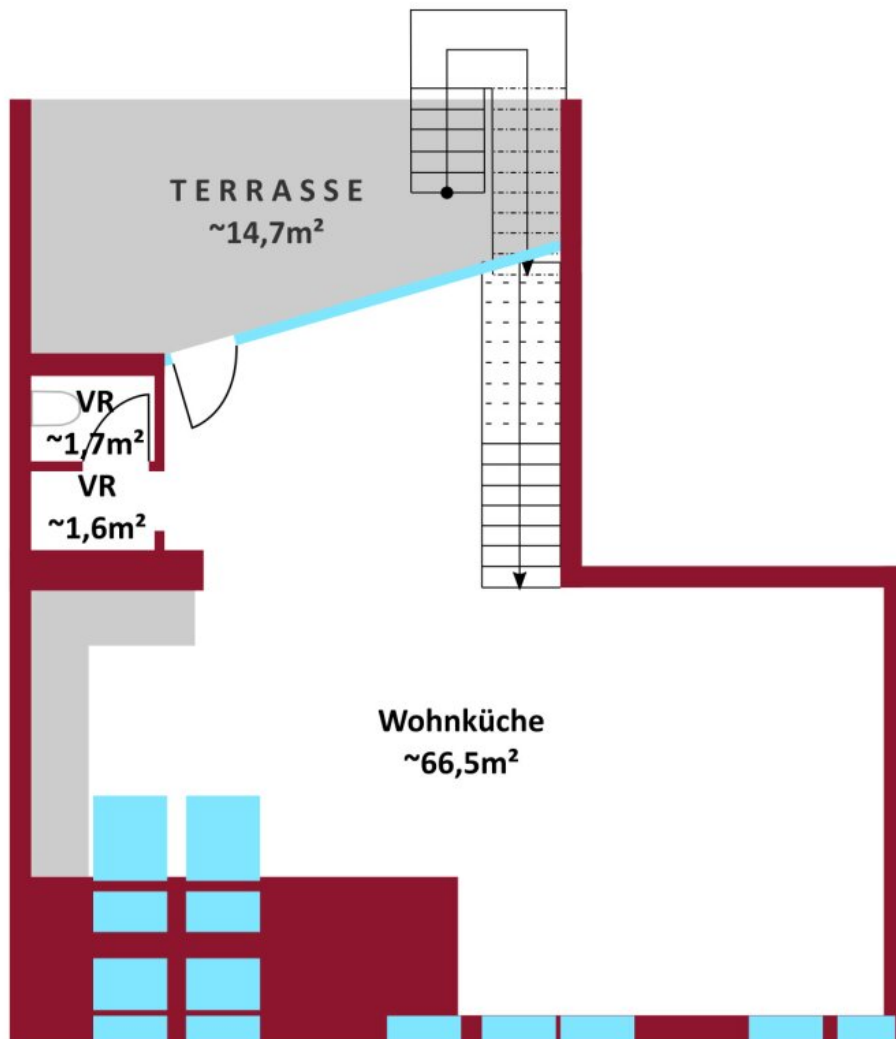 TERRASSE
~14,7m²
VR
~1,7m²
VR
~1,6m²
Wohnküche
~66,5m²